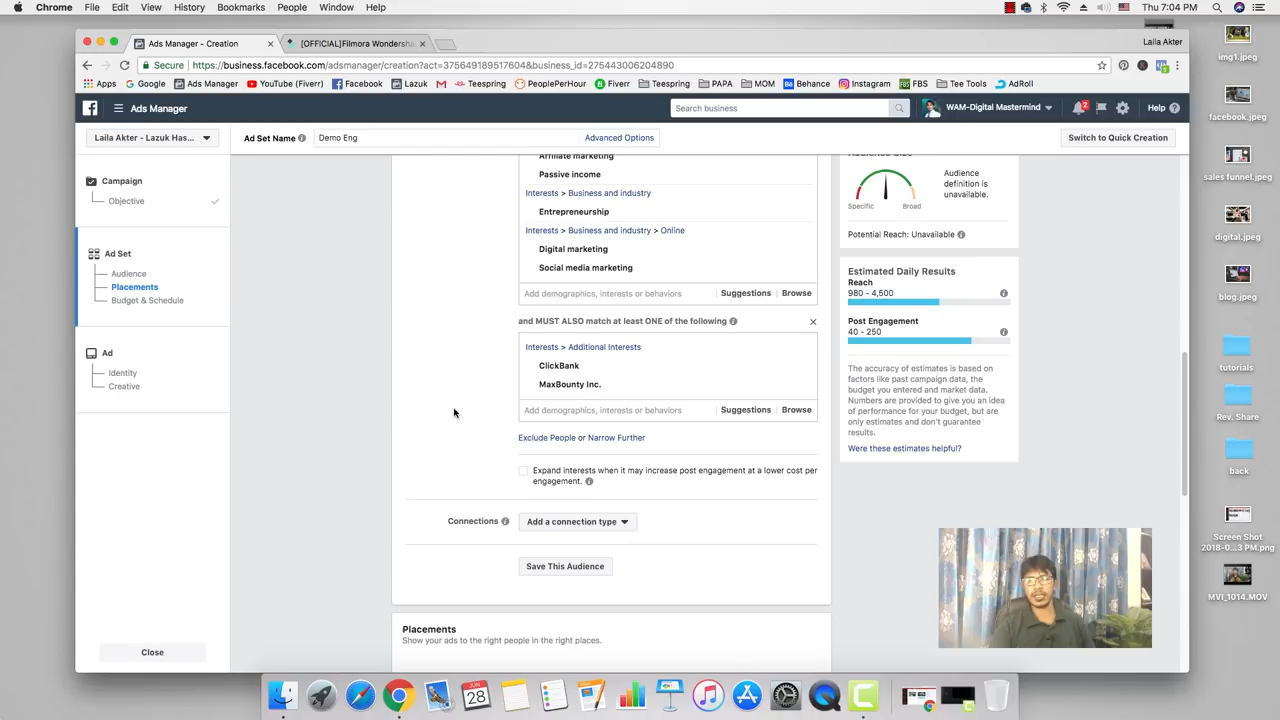 Chrome File Edit View History Bookmarks People Window Help
Thu 7:04 PM
Ads Manager - Creation
[OFFICIAL]Filmora Wondersha
Laila Akter
Secure https://business.facebook.com/adsmanager/creation?act=375649189517604&business_id=275443006204890
Apps Google Ads Manager YouTube (Fiverr) Facebook Lazuk Teespring PeoplePerHour Fiverr Teespring PAPA MOM Behance Instagram FBS Tee Tools AdRoll
Ads Manager
Search business
WAM-Digital Mastermind
2
Help
Laila Akter - Lazuk Has...
Ad Set Name
Demo Eng
Advanced Options
Switch to Quick Creation
Campaign
Objective
Ad Set
Audience
Placements
Budget & Schedule
Ad
Identity
Creative
Close
Affiliate marketing
Passive income
Interests > Business and industry
Entrepreneurship
Interests > Business and industry > Online
Digital marketing
Social media marketing
Add demographics, interests or behaviors Suggestions Browse
and MUST ALSO match at least ONE of the following
Interests > Additional Interests
ClickBank
MaxBounty Inc.
Add demographics, interests or behaviors Suggestions Browse
Exclude People or Narrow Further
Expand interests when it may increase post engagement at a lower cost per
engagement.
Connections
Add a connection type
Save This Audience
Placements
Show your ads to the right people in the right places.
Audience Size
Specific
Broad
Audience
definition is
unavailable.
Potential Reach: Unavailable
Estimated Daily Results
Reach
980 - 4,500
Post Engagement
40 - 250
The accuracy of estimates is based on
factors like past campaign data, the
budget you entered and market data.
Numbers are provided to give you an idea
of performance for your budget, but are
only estimates and don't guarantee
results.
Were these estimates helpful?
img1.jpeg
facebook.jpeg
sales funnel.jpeg
digital.jpeg
blog.jpeg
tutorials
Rev. Share
back
Screen Shot
2018-0...3 PM.png
MVI_1014.MOV
JUN
28